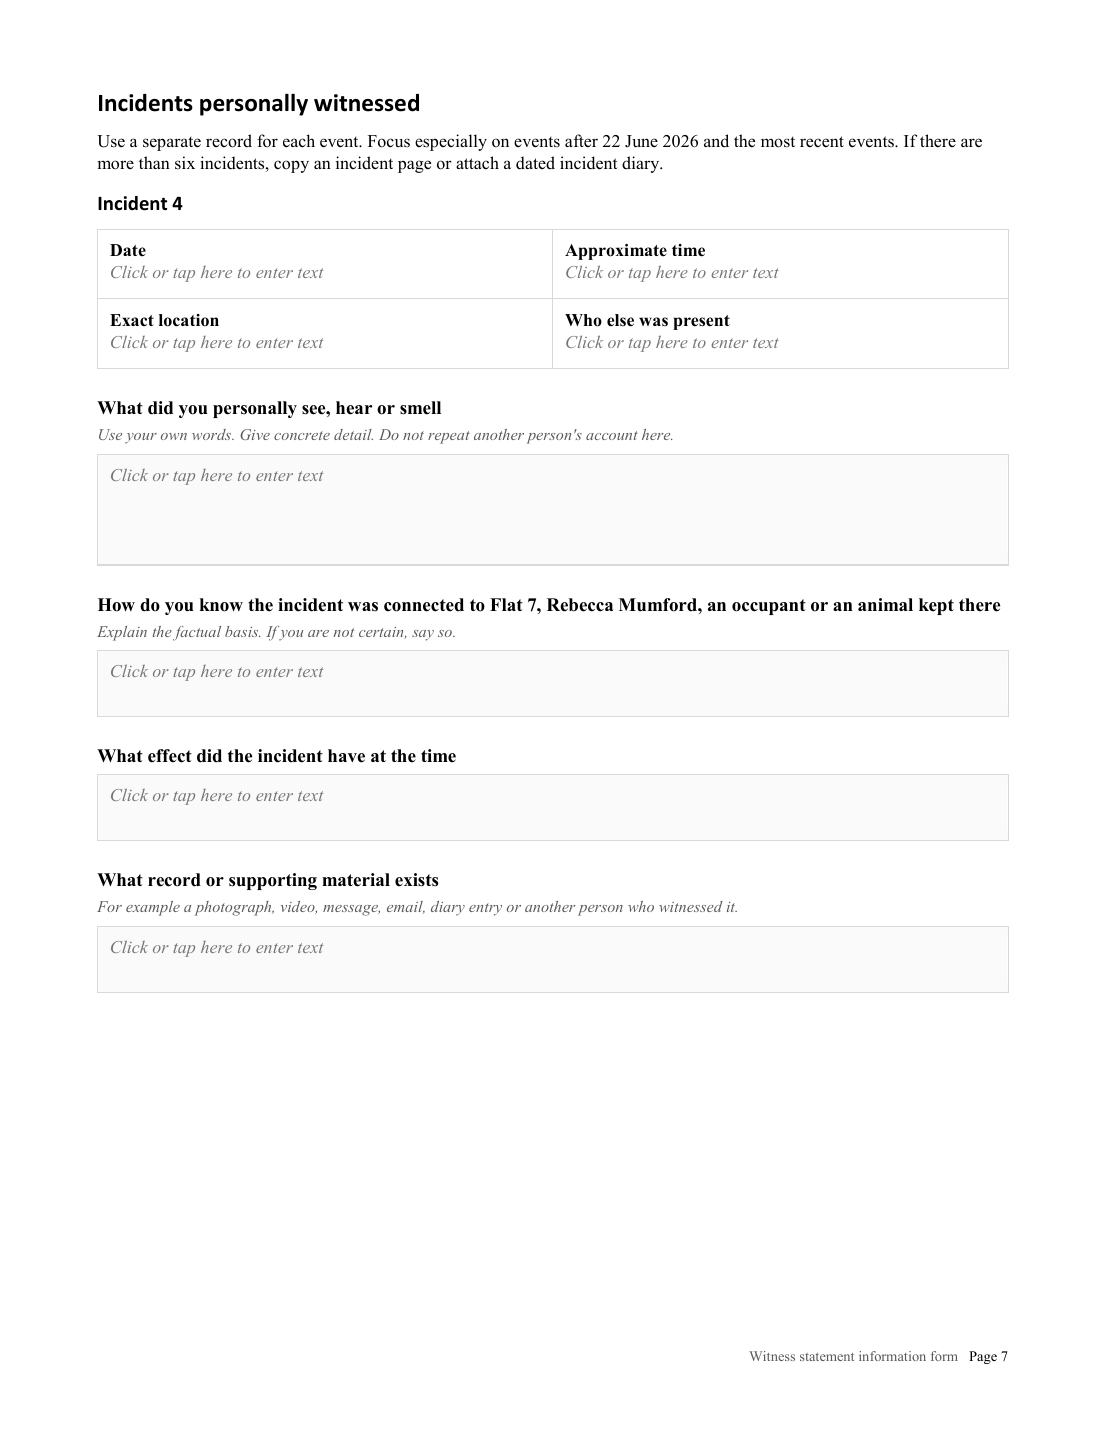 Incidents personally witnessed
Use a separate record for each event. Focus especially on events after 22 June 2026 and the most recent events. If there are
more than six incidents, copy an incident page or attach a dated incident diary.
Incident 4
Date
Click or tap here to enter text
Approximate time
Click or tap here to enter text
Exact location
Click or tap here to enter text
Who else was present
Click or tap here to enter text
What did you personally see, hear or smell
Use your own words. Give concrete detail. Do not repeat another person's account here.
Click or tap here to enter text
How do you know the incident was connected to Flat 7, Rebecca Mumford, an occupant or an animal kept there
Explain the factual basis. If you are not certain, say so.
Click or tap here to enter text
What effect did the incident have at the time
Click or tap here to enter text
What record or supporting material exists
For example a photograph, video, message, email, diary entry or another person who witnessed it.
Click or tap here to enter text
Witness statement information form Page 7